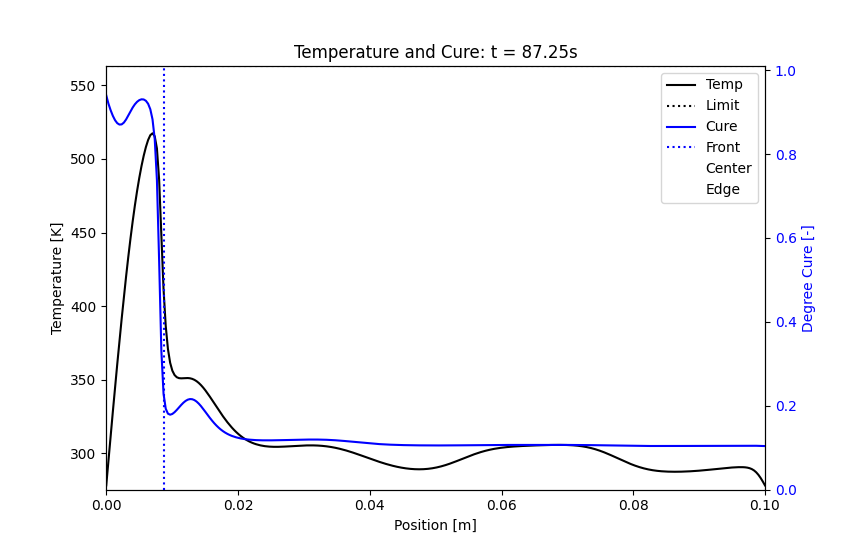 Temperature and Cure: t = 87.25s
Temperature [K]
550
500
450
400
350
300
Temp
Limit
Cure
Front
Center
Edge
1.0
0.8
0.6
0.4
0.2
0.0
Degree Cure [-]
0.00
0.02
0.04
0.06
0.08
0.10
Position [m]